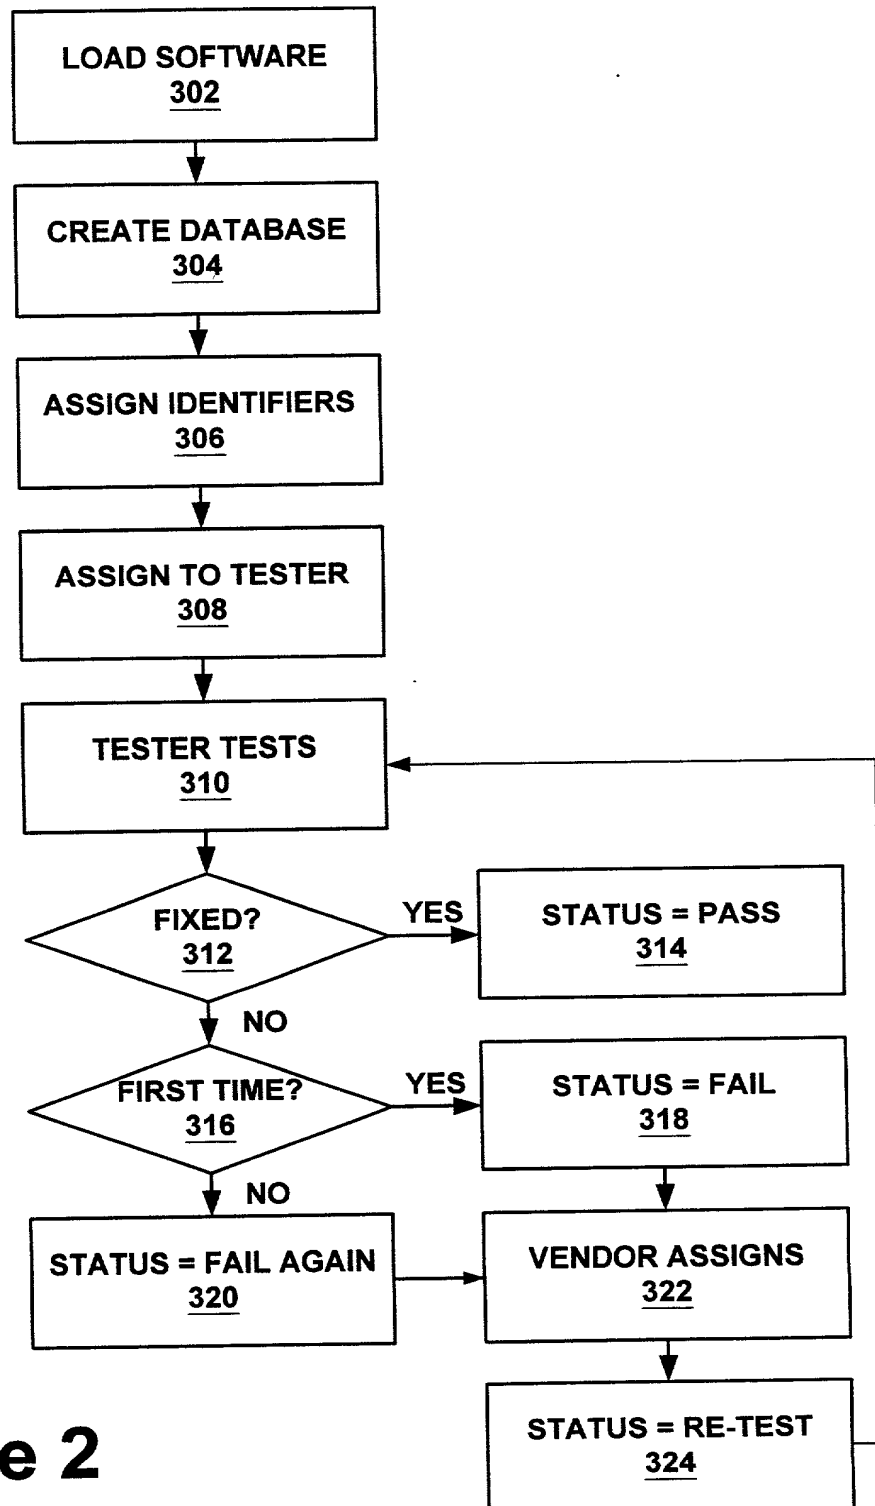 LOAD SOFTWARE
302
CREATE DATABASE
304
ASSIGN IDENTIFIERS
306
ASSIGN TO TESTER
308
TESTER TESTS
310
FIXED?
312
YES
STATUS = PASS
314
NO
FIRST TIME?
316
YES
STATUS = FAIL
318
NO
STATUS = FAIL AGAIN
320
VENDOR ASSIGNS
322
STATUS = RE-TEST
324
e 2